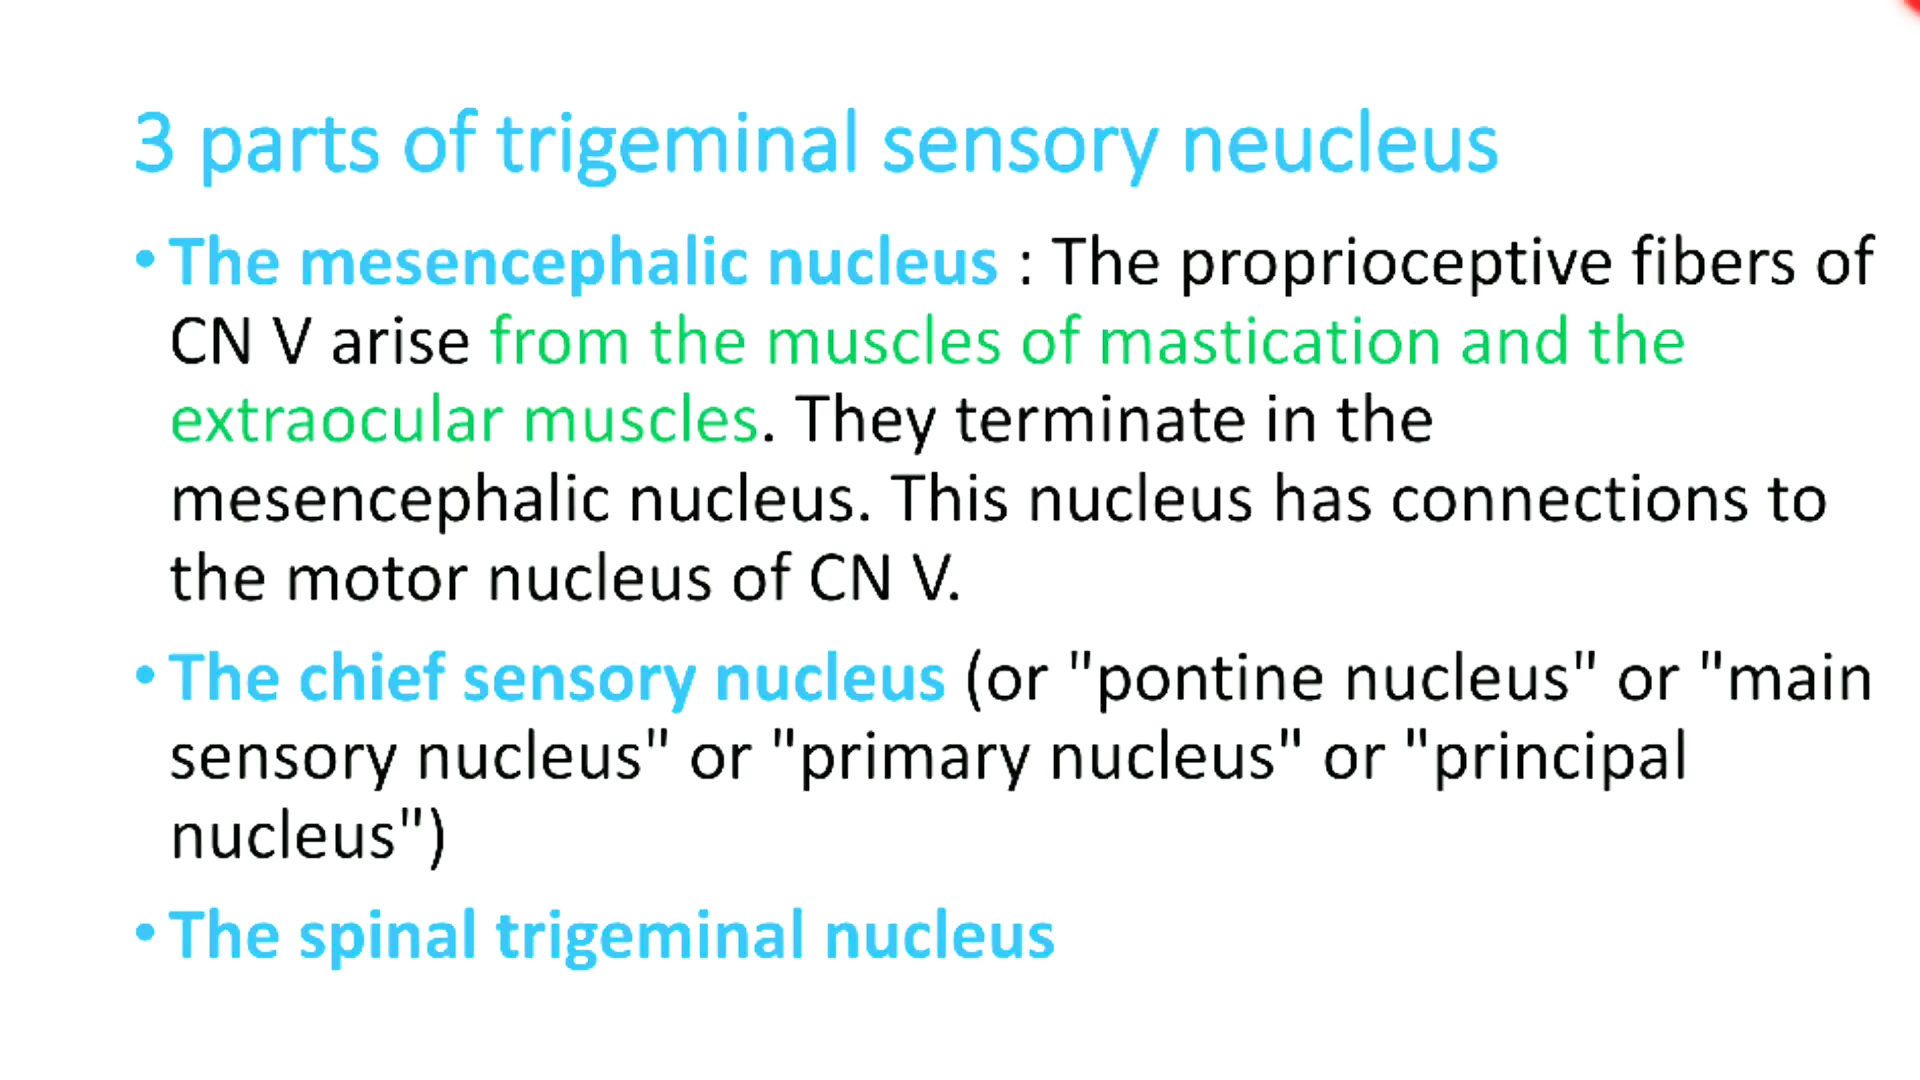 3 parts of trigeminal sensory neucleus
• The mesencephalic nucleus : The proprioceptive fibers of
CN V arise from the muscles of mastication and the
extraocular muscles. They terminate in the
mesencephalic nucleus. This nucleus has connections to
the motor nucleus of CN V.
• The chief sensory nucleus (or "pontine nucleus" or "main
sensory nucleus" or "primary nucleus" or "principal
nucleus")
• The spinal trigeminal nucleus